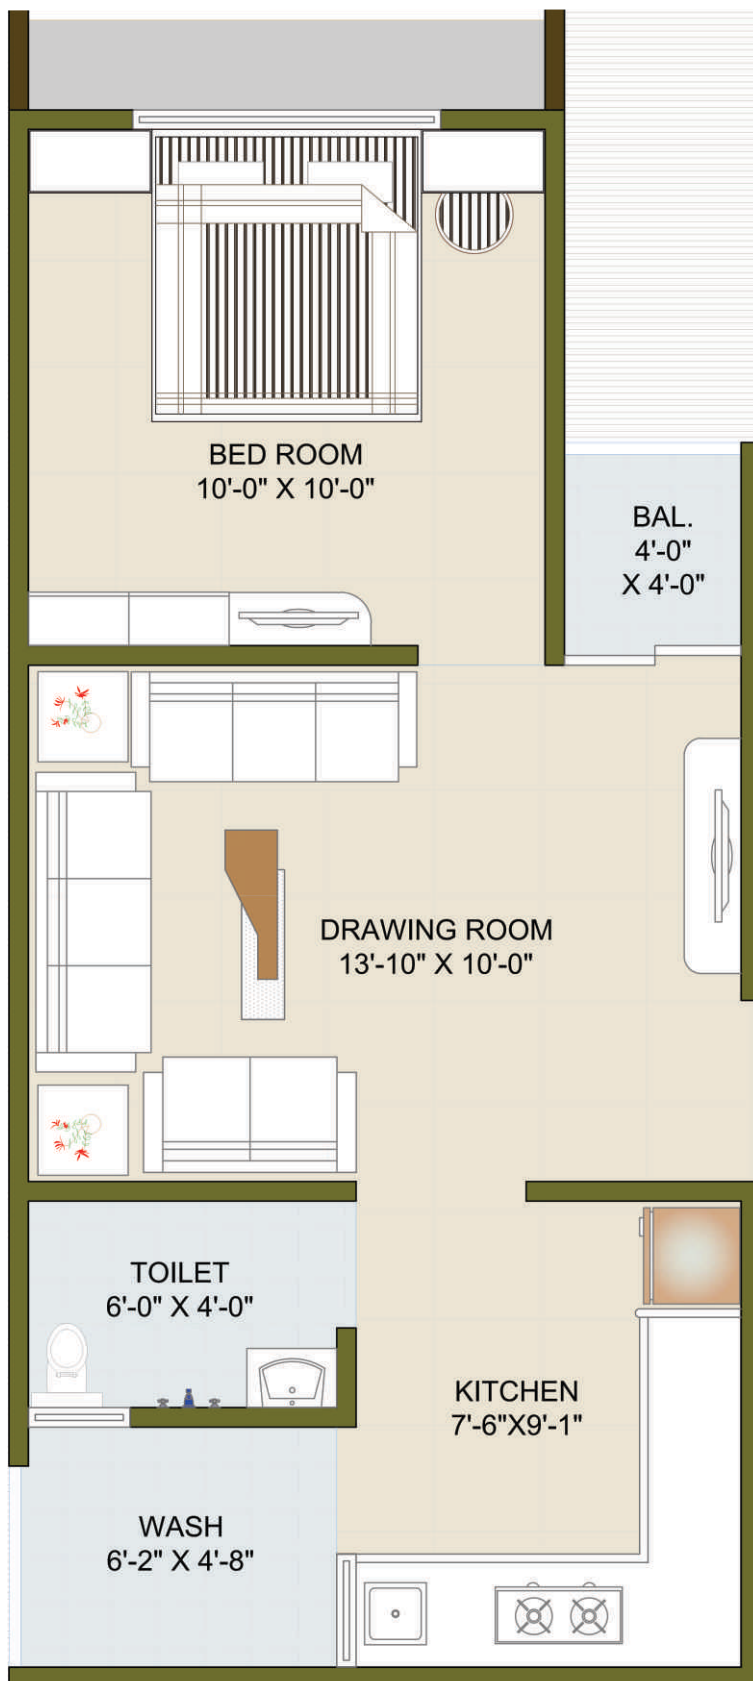 BED ROOM
10'-0" X 10'-0"
BAL.
4'-0"
X 4'-0"
DRAWING ROOM
13'-10" X 10'-0"
TOILET
6'-0" X 4'-0"
KITCHEN
7'-6"X9'-1"
WASH
6'-2" X 4'-8"